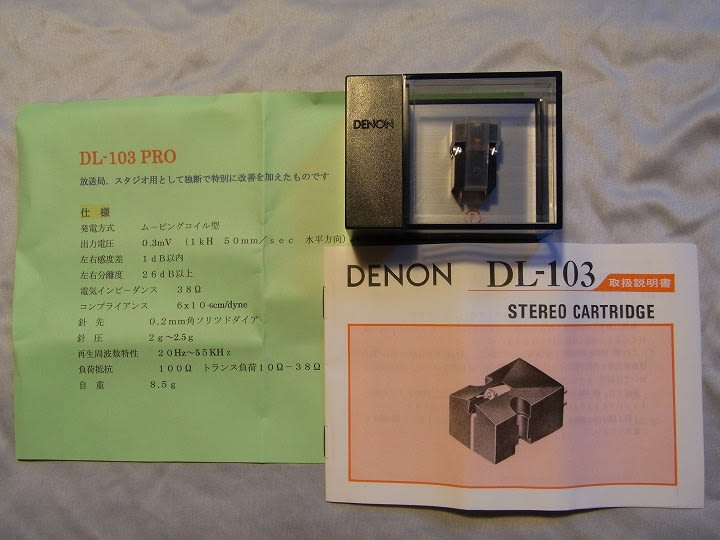 DL-103 PRO
放送局．スタジオ用として独断で特別に改善を加えたものです
仕　様
発電方式　ムービングコイル型
出力電圧　0.3mV　（１kH　５０mm／ｓｅｃ　水平方向）
左右感度差　１dB以内
左右分離度　２６dB以上
電気インピーダンス　３８Ω
コンプライアンス　6ｘ１０-6cm/dyne
針　先　０.２mm角ソリツドダイア
針　圧　２ｇ～2.5ｇ
再生周波数特性　２０Hz～５５KHｚ
負荷抵抗　１００Ω　トランス負荷１０Ω－３８Ω
自　重　８.５ｇ
DENON
DENON DL-103 取扱説明書
STEREO CARTRIDGE